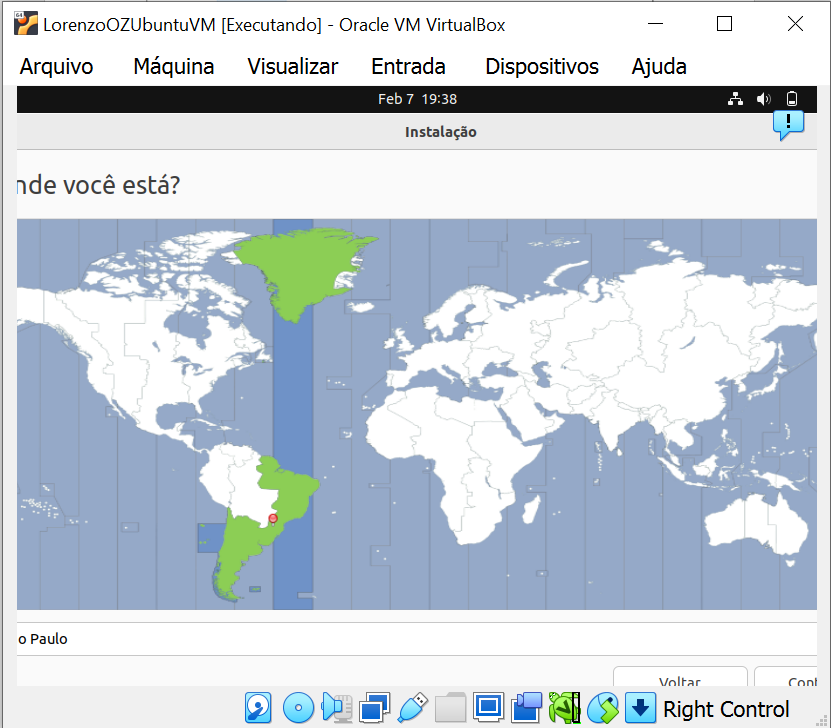 LorenzoOZUbuntuVM [Executando] - Oracle VM VirtualBox
Arquivo Máquina Visualizar Entrada Dispositivos Ajuda
Feb 7 19:38
Instalação
nde você está?
o Paulo
Voltar Cont
Right Control